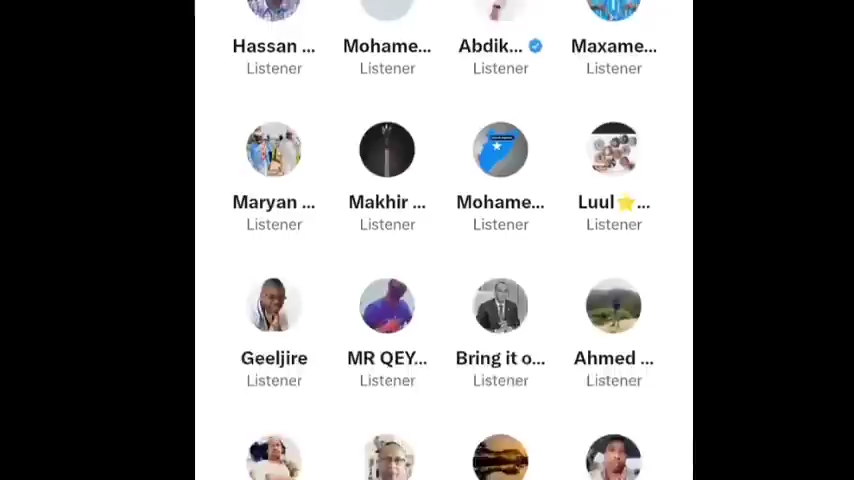 Hassan ... Mohame... Abdik... Maxame...
Listener Listener Listener Listener
Maryan ... Makhir ... Mohame... Luul⭐...
Listener Listener Listener Listener
Geeljire MR QEY... Bring it o... Ahmed ...
Listener Listener Listener Listener